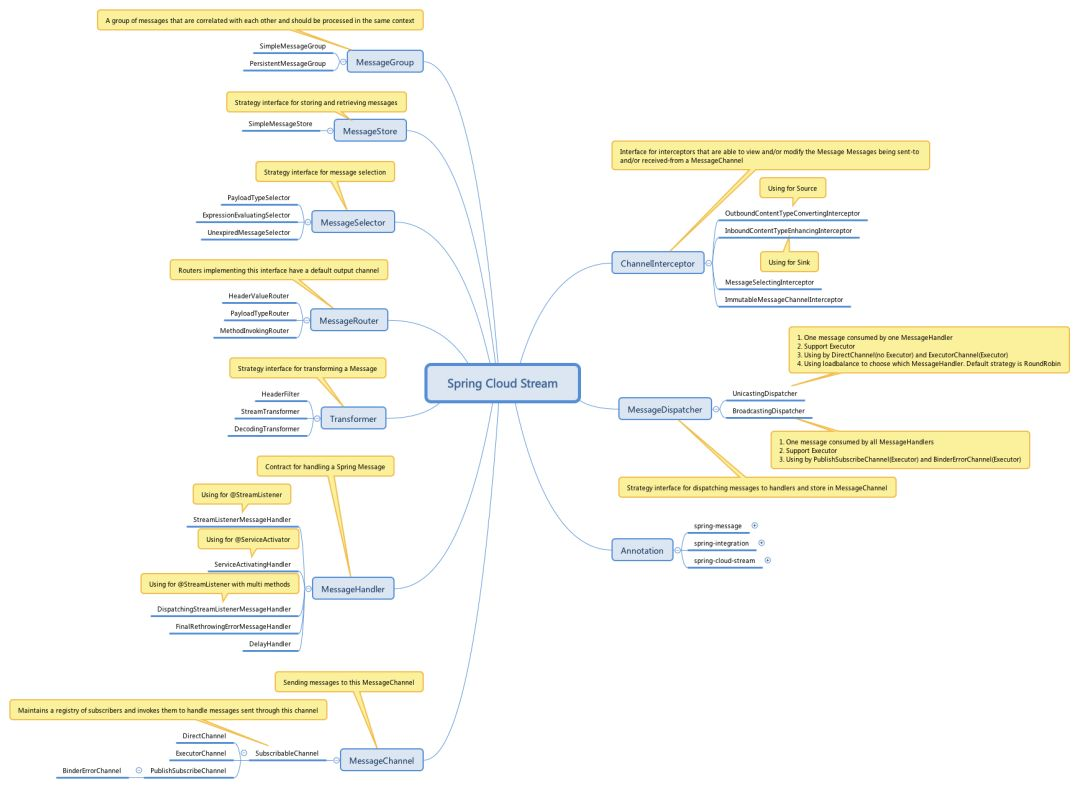 A group of messages that are correlated with each other and should be processed in the same context
SimpleMessageGroup
PersistentMessageGroup
MessageGroup
Strategy interface for storing and retrieving messages
SimpleMessageStore
MessageStore
Strategy interface for message selection
PayloadTypeSelector
ExpressionEvaluatingSelector
UnexpiredMessageSelector
MessageSelector
Routers implementing this interface have a default output channel
HeaderValueRouter
PayloadTypeRouter
MethodInvokingRouter
MessageRouter
Strategy interface for transforming a Message
HeaderFilter
StreamTransformer
DecodingTransformer
Transformer
Contract for handling a Spring Message
Using for @StreamListener
StreamListenerMessageHandler
Using for @ServiceActivator
ServiceActivatingHandler
Using for @StreamListener with multi methods
DispatchingStreamListenerMessageHandler
FinalRethrowingErrorMessageHandler
DelayHandler
MessageHandler
Sending messages to this MessageChannel
Maintains a registry of subscribers and invokes them to handle messages sent through this channel
DirectChannel
ExecutorChannel
SubscribableChannel
BinderErrorChannel
PublishSubscribeChannel
MessageChannel
Spring Cloud Stream
Interface for interceptors that are able to view and/or modify the Message Messages being sent-to
and/or received-from a MessageChannel
Using for Source
OutboundContentTypeConvertingInterceptor
InboundContentTypeEnhancingInterceptor
Using for Sink
MessageSelectingInterceptor
ImmutableMessageChannelInterceptor
ChannelInterceptor
1. One message consumed by one MessageHandler
2. Support Executor
3. Using by DirectChannel(no Executor) and ExecutorChannel(Executor)
4. Using loadbalance to choose which MessageHandler. Default strategy is RoundRobin
UnicastingDispatcher
BroadcastingDispatcher
MessageDispatcher
1. One message consumed by all MessageHandlers
2. Support Executor
3. Using by PublishSubscribeChannel(Executor) and BinderErrorChannel(Executor)
Strategy interface for dispatching messages to handlers and store in MessageChannel
Annotation
spring-message
spring-integration
spring-cloud-stream